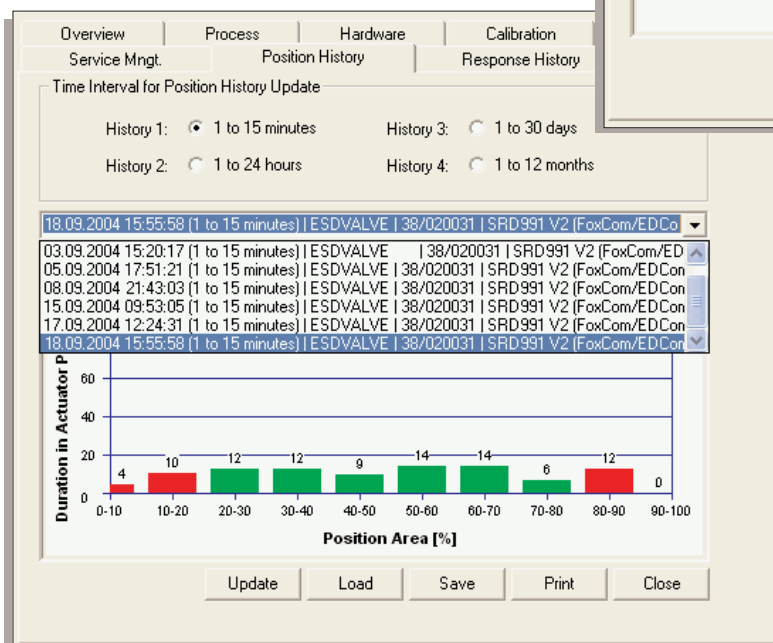 Overview Process Hardware Calibration
Service Mngt. Position History Response History
Time Interval for Position History Update
History 1: 1 to 15 minutes History 3: 1 to 30 days
History 2: 1 to 24 hours History 4: 1 to 12 months
18.09.2004 15:55:58 (1 to 15 minutes) | ESDVALVE | 38/020031 | SRD991 V2 (FoxCom/EDCo
03.09.2004 15:20:17 (1 to 15 minutes) | ESDVALVE | 38/020031 | SRD991 V2 (FoxCom/ED
05.09.2004 17:51:21 (1 to 15 minutes) | ESDVALVE | 38/020031 | SRD991 V2 (FoxCom/EDCon
08.09.2004 21:43:03 (1 to 15 minutes) | ESDVALVE | 38/020031 | SRD991 V2 (FoxCom/EDCon
15.09.2004 09:53:05 (1 to 15 minutes) | ESDVALVE | 38/020031 | SRD991 V2 (FoxCom/EDCon
17.09.2004 12:24:31 (1 to 15 minutes) | ESDVALVE | 38/020031 | SRD991 V2 (FoxCom/EDCon
18.09.2004 15:55:58 (1 to 15 minutes) | ESDVALVE | 38/020031 | SRD991 V2 (FoxCom/EDCon
Duration in Actuator P
60
40
20
0
4 10 12 12 9 14 14 6 12 0
0-10 10-20 20-30 30-40 40-50 50-60 60-70 70-80 80-90 90-100
Position Area [%]
Update Load Save Print Close